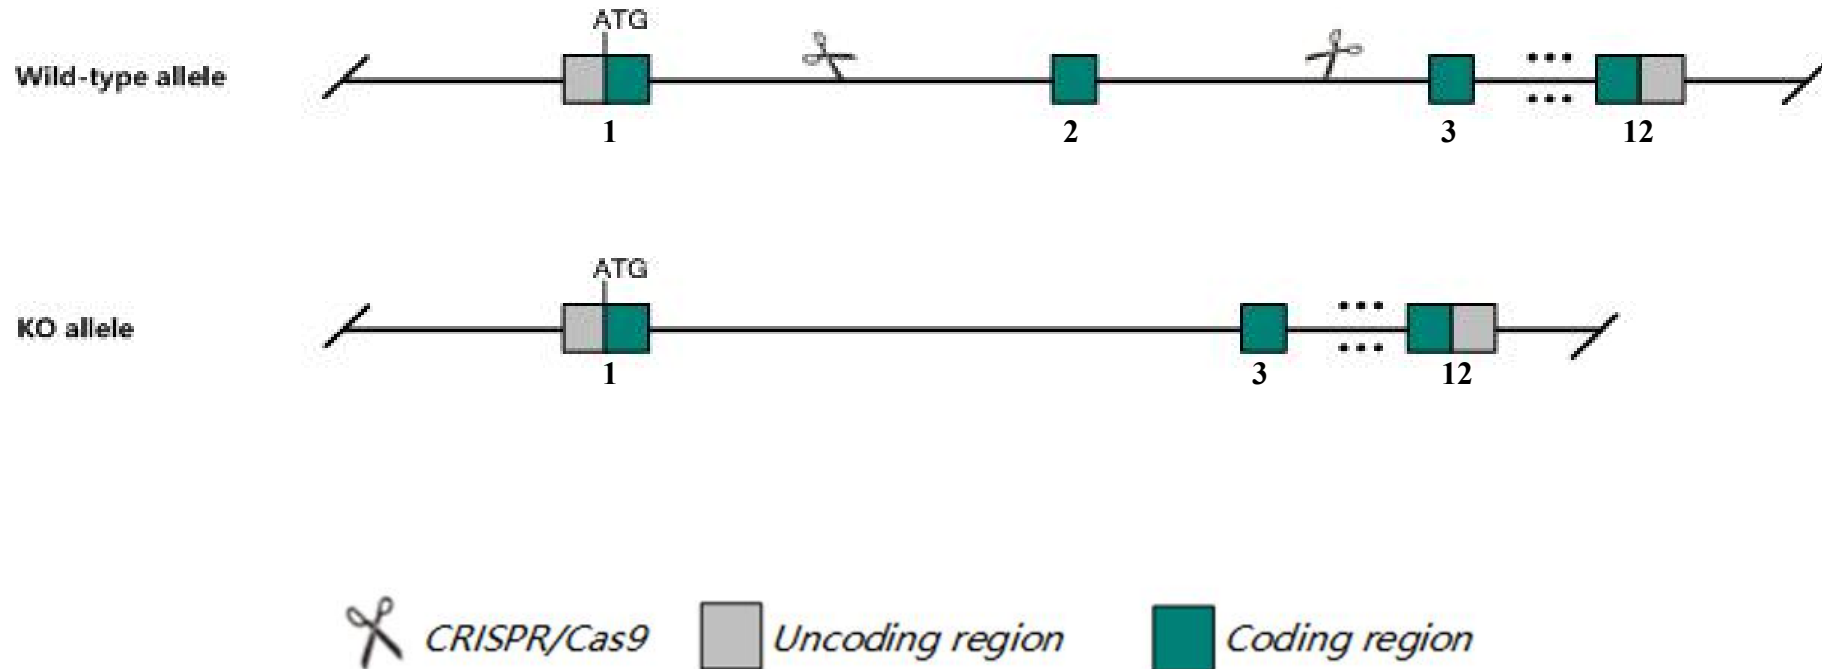 ATG
Wild-type allele
1 2 3 12
ATG
KO allele
1 3 12
CRISPR/Cas9 Uncoding region Coding region